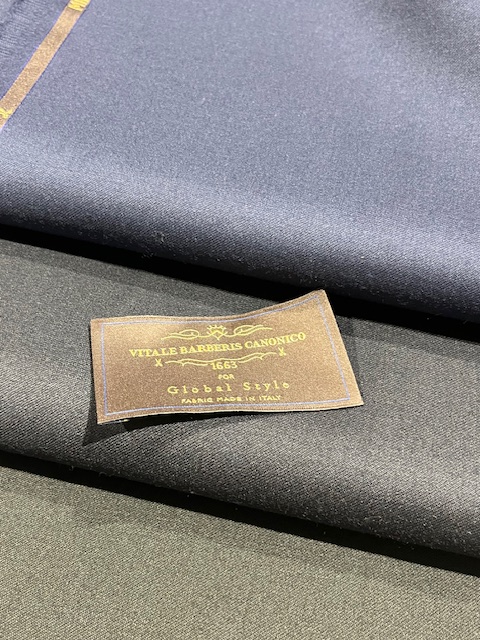 VITALE BARBERIS CANONICO
1663
FOR
Global Style
FABRIC MADE IN ITALY